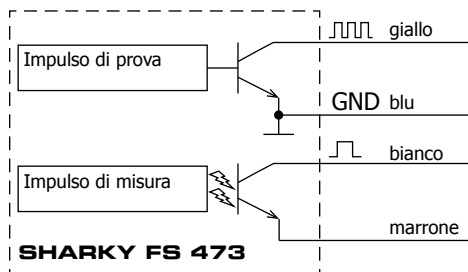 giallo
Impulso di prova
GND blu
bianco
Impulso di misura
marrone
SHARKY FS 473